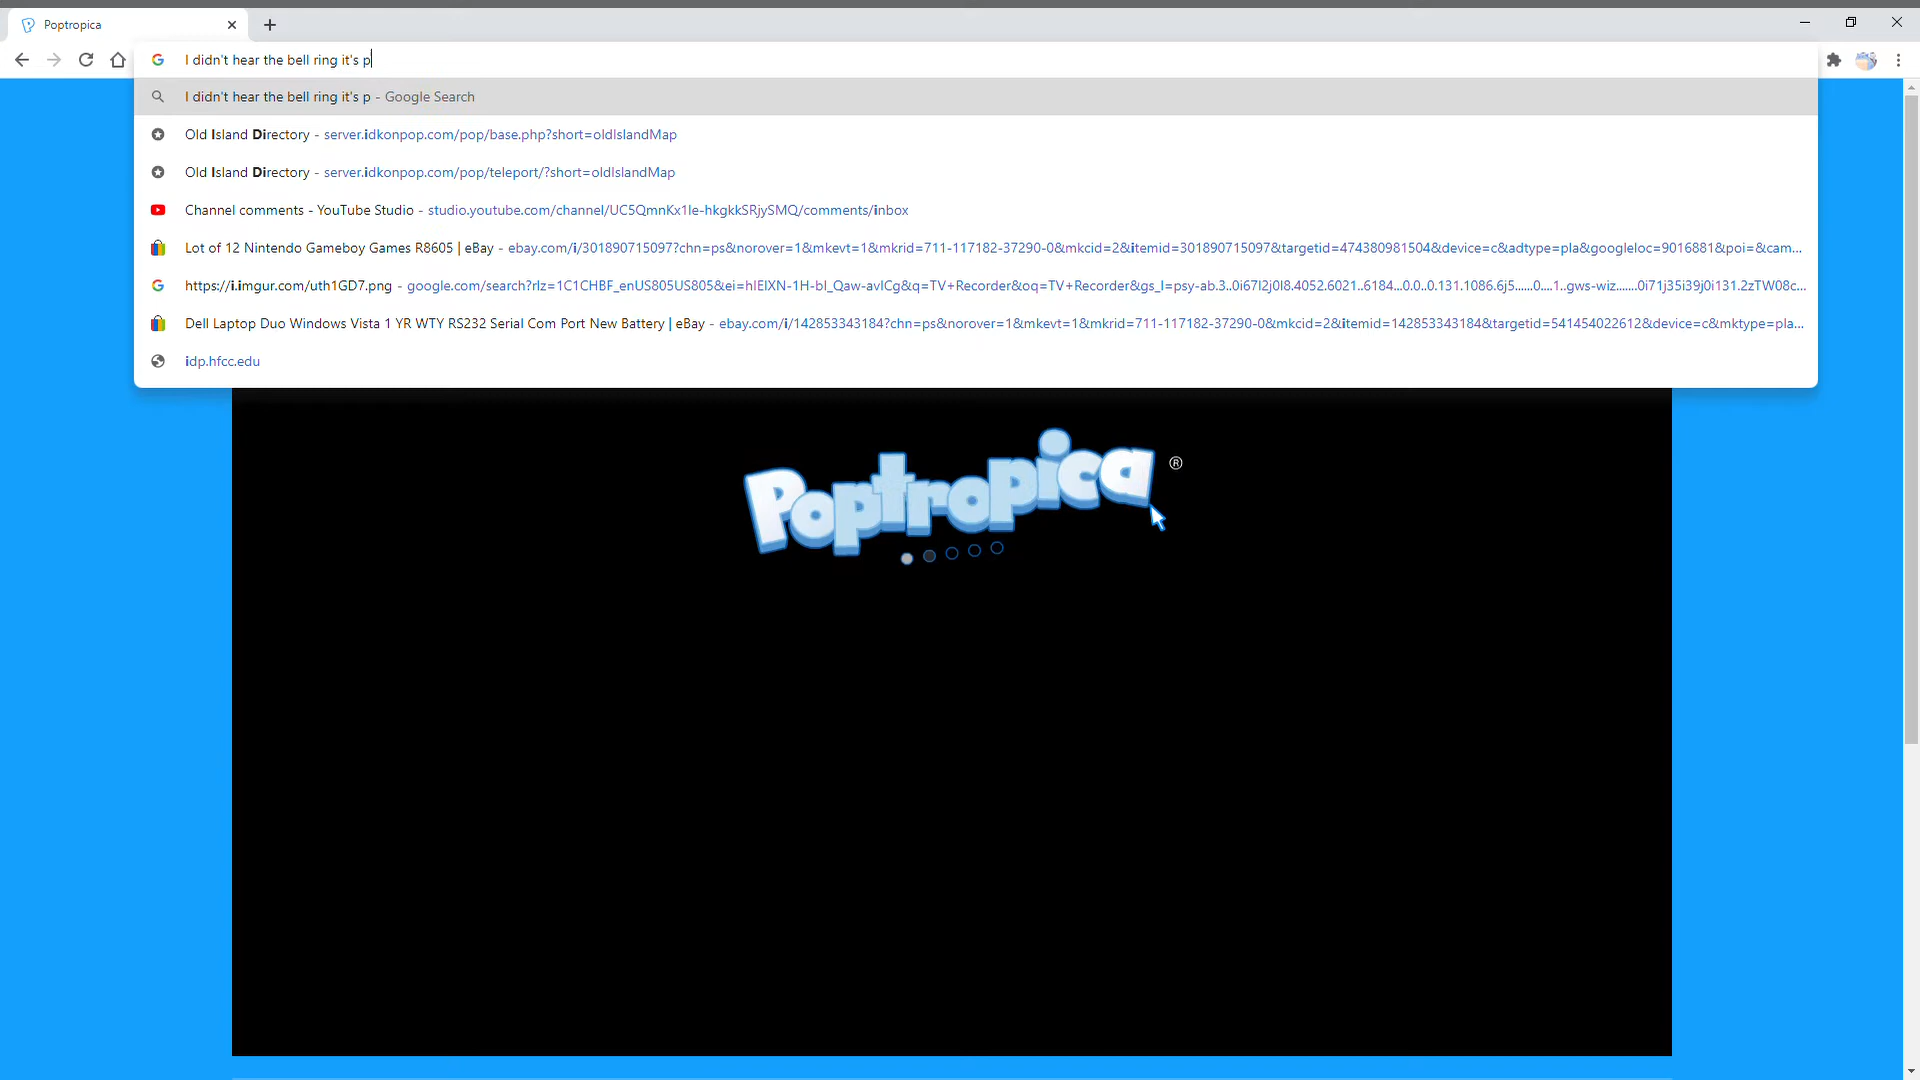 Poptropica
I didn't hear the bell ring it's p
I didn't hear the bell ring it's p - Google Search
Old Island Directory - server.idkonpop.com/pop/base.php?short=oldIslandMap
Old Island Directory - server.idkonpop.com/pop/teleport/?short=oldIslandMap
Channel comments - YouTube Studio - studio.youtube.com/channel/UC5QmnKx1Ie-hkgkkSRjySMQ/comments/inbox
Lot of 12 Nintendo Gameboy Games R8605 | eBay - ebay.com/i/301890715097?chn=ps&norover=1&mkevt=1&mkrid=711-117182-37290-0&mkcid=2&itemid=301890715097&targetid=474380981504&device=c&adtype=pla&googleloc=9016881&poi=&cam...
https://i.imgur.com/uth1GD7.png - google.com/search?rlz=1C1CHBF_enUS805US805&ei=hIEIXN-1H-bI_Qaw-avICg&q=TV+Recorder&oq=TV+Recorder&gs_l=psy-ab.3..0i67l2j0l8.4052.6021..6184...0.0..0.131.1086.6j5......0....1..gws-wiz.......0i71j35i39j0i131.2zTW08c...
Dell Laptop Duo Windows Vista 1 YR WTY RS232 Serial Com Port New Battery | eBay - ebay.com/i/142853343184?chn=ps&norover=1&mkevt=1&mkrid=711-117182-37290-0&mkcid=2&itemid=142853343184&targetid=541454022612&device=c&mktype=pla...
idp.hfcc.edu
Poptropica ®